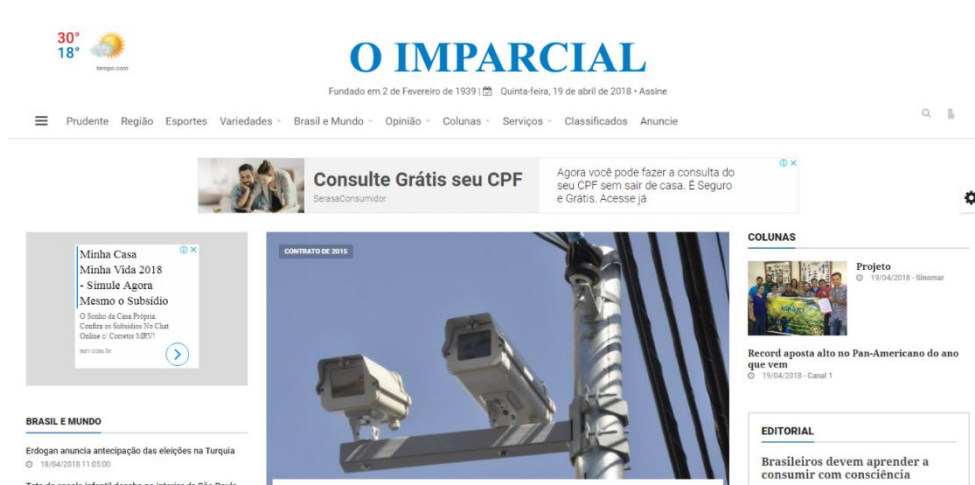 30°
18°
tempo.com
O IMPARCIAL
Fundado em 2 de Fevereiro de 1939 | Quinta-feira, 19 de abril de 2018 • Assine
Prudente Região Esportes Variedades Brasil e Mundo Opinião Colunas Serviços Classificados Anuncie
Consulte Grátis seu CPF
SerasaConsumidor
Agora você pode fazer a consulta do
seu CPF sem sair de casa. É Seguro
e Grátis. Acesse já
Minha Casa
Minha Vida 2018
- Simule Agora
Mesmo o Subsídio
O Sonho da Casa Própria.
Confira os Subsídios No Chat
Online c/ Corretor MRV!
mrv.com.br
BRASIL E MUNDO
Erdogan anuncia antecipação das eleições na Turquia
18/04/2018 11:05:00
CONTRATO DE 2015
COLUNAS
Projeto
19/04/2018 - Sinomar
Record aposta alto no Pan-Americano do ano
que vem
19/04/2018 - Canal 1
EDITORIAL
Brasileiros devem aprender a
consumir com consciência